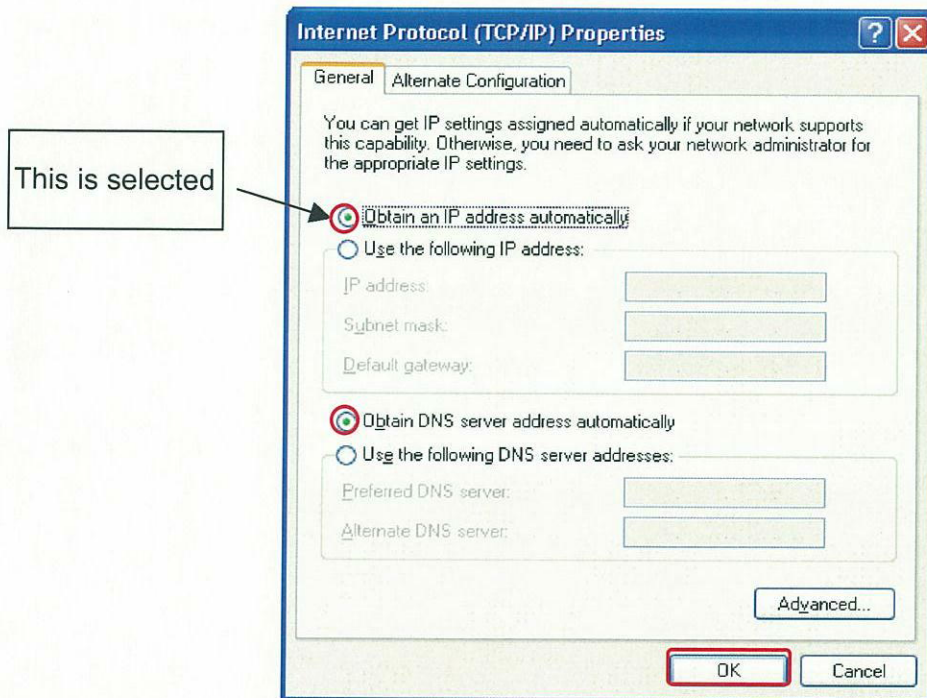 Internet Protocol (TCP/IP) Properties
General
Alternate Configuration
You can get IP settings assigned automatically if your network supports
this capability. Otherwise, you need to ask your network administrator for
the appropriate IP settings.
This is selected
Obtain an IP address automatically
Use the following IP address:
IP address:
Subnet mask:
Default gateway:
Obtain DNS server address automatically
Use the following DNS server addresses:
Preferred DNS server:
Alternate DNS server:
Advanced...
OK
Cancel